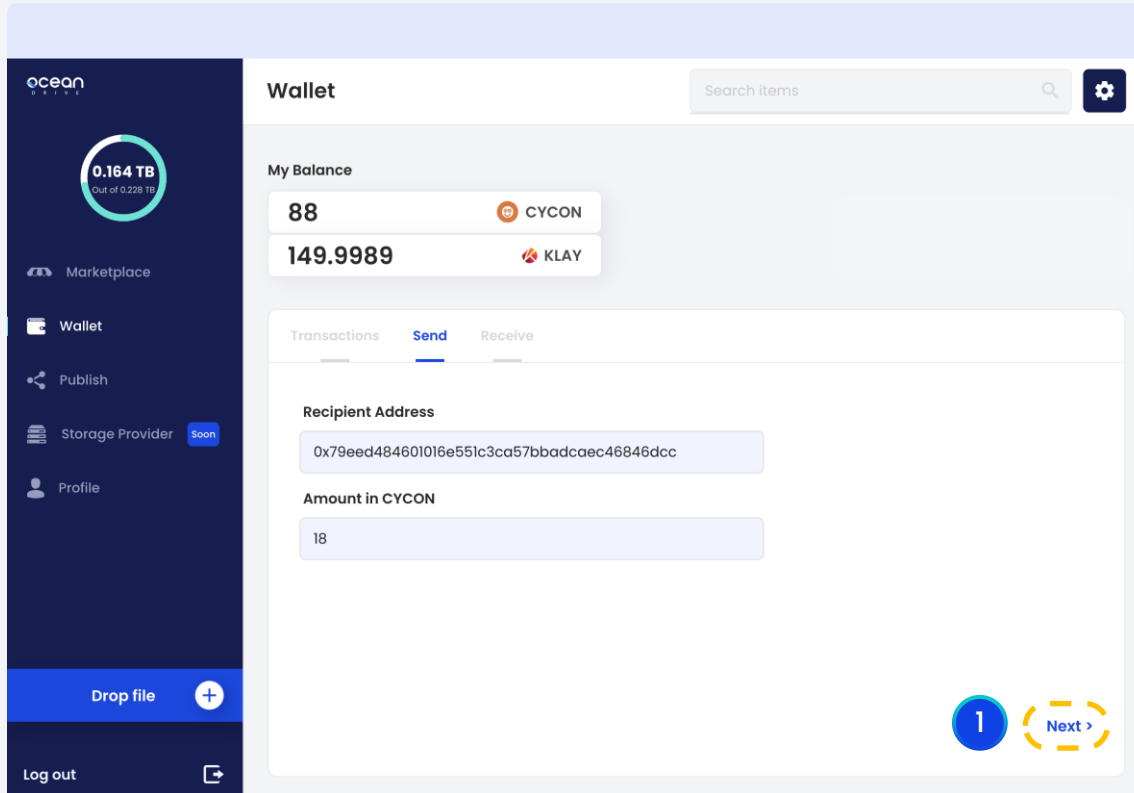 ocean
DRIVE
0.164 TB
Out of 0.228 TB
Marketplace
Wallet
Publish
Storage Provider Soon
Profile
Drop file +
Log out
Wallet
Search items
My Balance
88 CYCON
149.9989 KLAY
Transactions Send Receive
Recipient Address
0x79eed484601016e551c3ca57bbadcaec46846dcc
Amount in CYCON
18
1 Next >